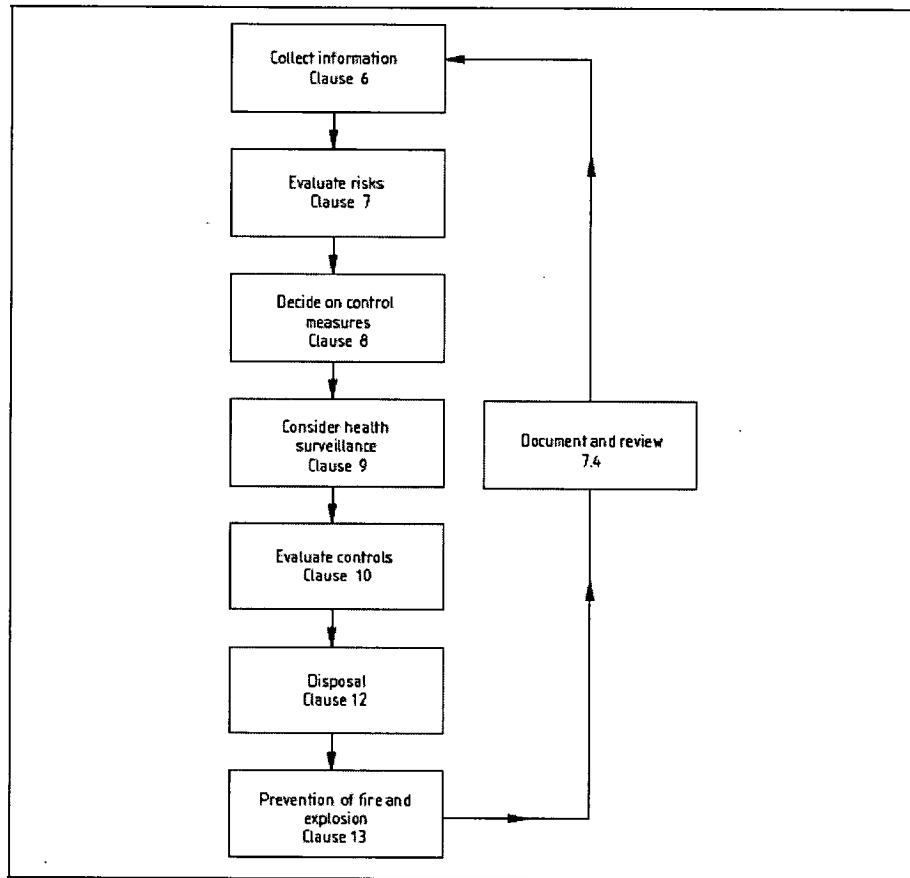 Collect information
Clause 6
Evaluate risks
Clause 7
Decide on control
measures
Clause 8
Consider health
surveillance
Clause 9
Document and review
7.4
Evaluate controls
Clause 10
Disposal
Clause 12
Prevention of fire and
explosion
Clause 13